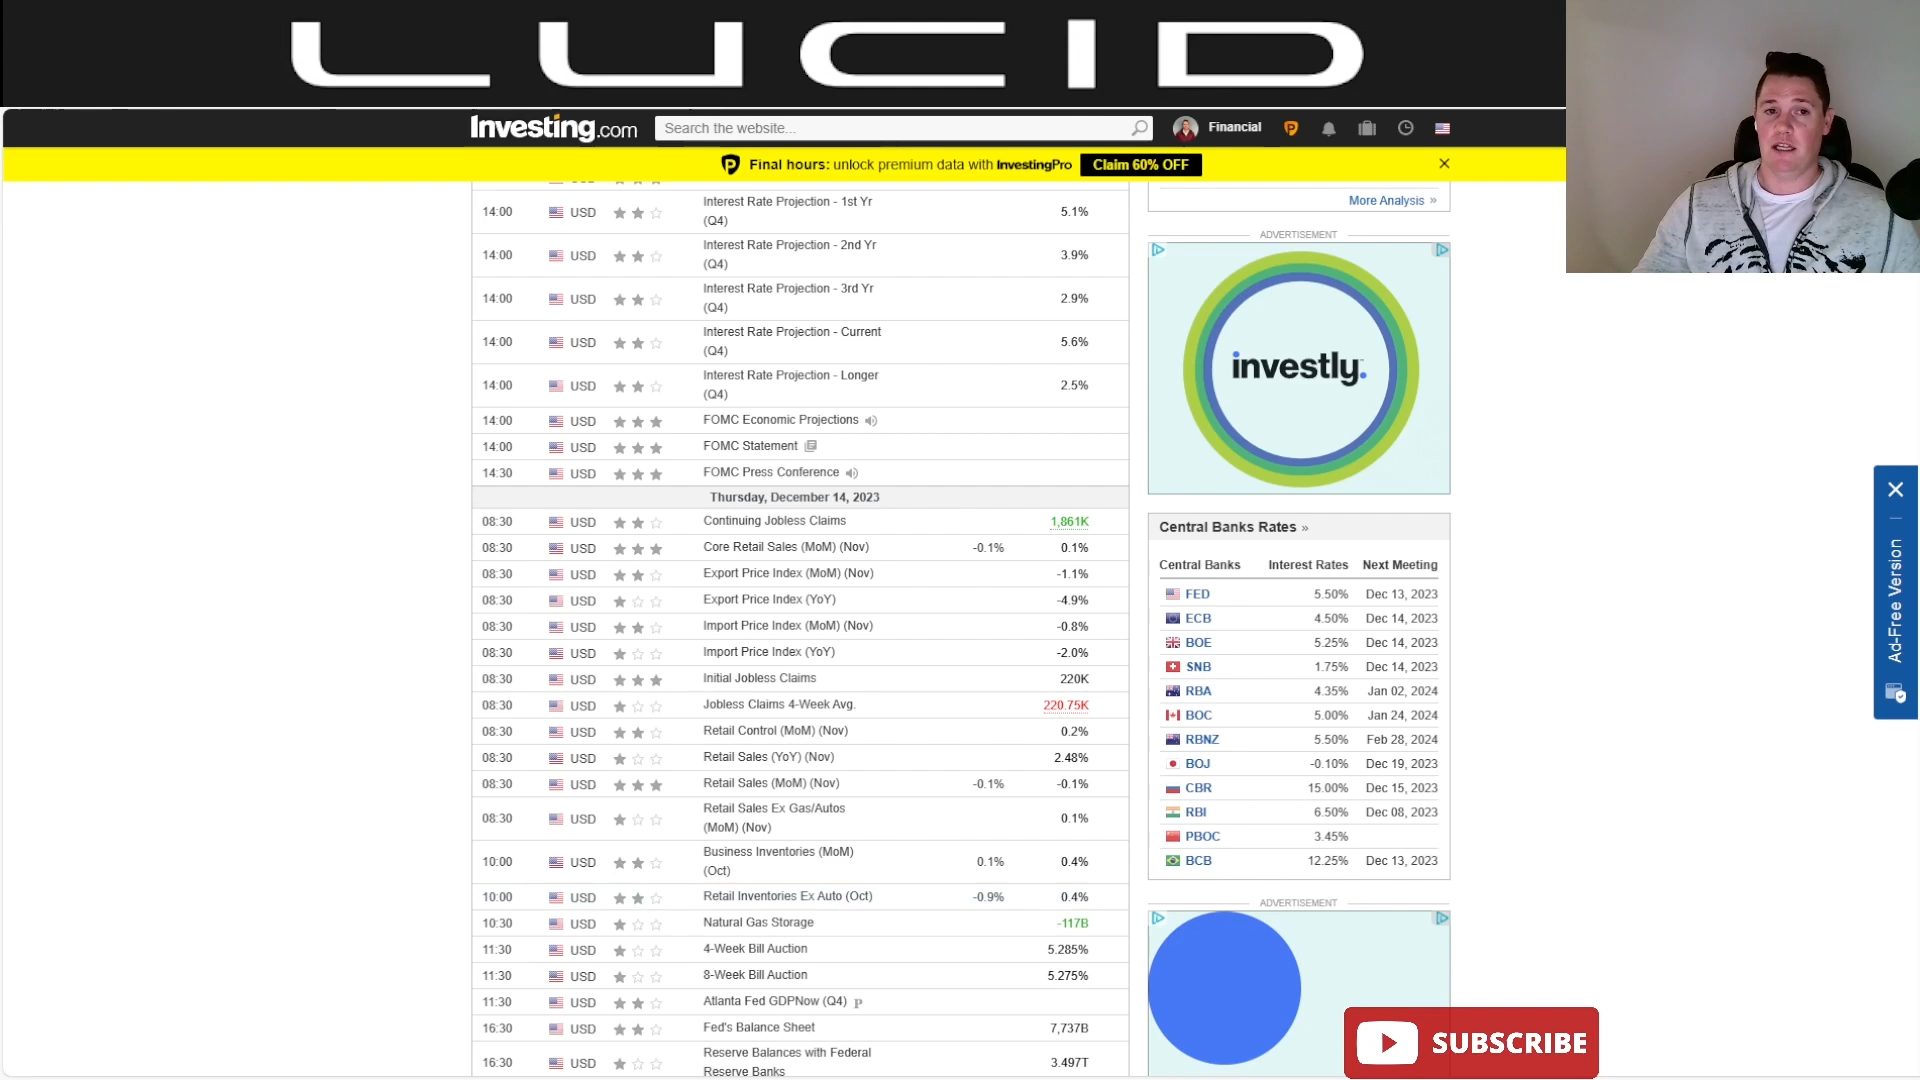 LUCID
Investing.com
Search the website...
Financial
Final hours: unlock premium data with InvestingPro Claim 60% OFF
14:00 USD Interest Rate Projection - 1st Yr (Q4) 5.1%
14:00 USD Interest Rate Projection - 2nd Yr (Q4) 3.9%
14:00 USD Interest Rate Projection - 3rd Yr (Q4) 2.9%
14:00 USD Interest Rate Projection - Current (Q4) 5.6%
14:00 USD Interest Rate Projection - Longer (Q4) 2.5%
14:00 USD FOMC Economic Projections
14:00 USD FOMC Statement
14:30 USD FOMC Press Conference
Thursday, December 14, 2023
08:30 USD Continuing Jobless Claims 1,861K
08:30 USD Core Retail Sales (MoM) (Nov) -0.1% 0.1%
08:30 USD Export Price Index (MoM) (Nov) -1.1%
08:30 USD Export Price Index (YoY) -4.9%
08:30 USD Import Price Index (MoM) (Nov) -0.8%
08:30 USD Import Price Index (YoY) -2.0%
08:30 USD Initial Jobless Claims 220K
08:30 USD Jobless Claims 4-Week Avg. 220.75K
08:30 USD Retail Control (MoM) (Nov) 0.2%
08:30 USD Retail Sales (YoY) (Nov) 2.48%
08:30 USD Retail Sales (MoM) (Nov) -0.1% -0.1%
08:30 USD Retail Sales Ex Gas/Autos (MoM) (Nov) 0.1%
10:00 USD Business Inventories (MoM) (Oct) 0.1% 0.4%
10:00 USD Retail Inventories Ex Auto (Oct) -0.9% 0.4%
10:30 USD Natural Gas Storage -117B
11:30 USD 4-Week Bill Auction 5.285%
11:30 USD 8-Week Bill Auction 5.275%
11:30 USD Atlanta Fed GDPNow (Q4) P
16:30 USD Fed's Balance Sheet 7,737B
16:30 USD Reserve Balances with Federal Reserve Banks 3.497T
More Analysis »
ADVERTISEMENT
investly.
Central Banks Rates »
Central Banks Interest Rates Next Meeting
FED 5.50% Dec 13, 2023
ECB 4.50% Dec 14, 2023
BOE 5.25% Dec 14, 2023
SNB 1.75% Dec 14, 2023
RBA 4.35% Jan 02, 2024
BOC 5.00% Jan 24, 2024
RBNZ 5.50% Feb 28, 2024
BOJ -0.10% Dec 19, 2023
CBR 15.00% Dec 15, 2023
RBI 6.50% Dec 08, 2023
PBOC 3.45%
BCB 12.25% Dec 13, 2023
ADVERTISEMENT
SUBSCRIBE
Ad-Free Version